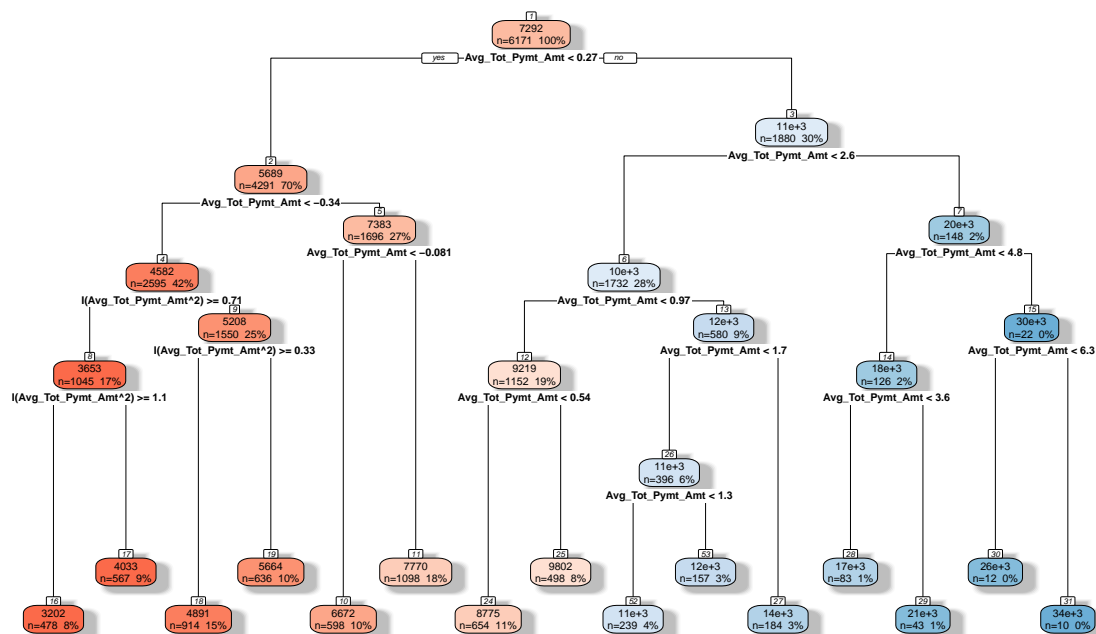 1
7292
n=6171 100%
yes Avg_Tot_Pymt_Amt < 0.27 no
3
11e+3
n=1880 30%
Avg_Tot_Pymt_Amt < 2.6
2
5689
n=4291 70%
Avg_Tot_Pymt_Amt < −0.34
5
7383
n=1696 27%
Avg_Tot_Pymt_Amt < −0.081
7
20e+3
n=148 2%
Avg_Tot_Pymt_Amt < 4.8
4
4582
n=2595 42%
I(Avg_Tot_Pymt_Amt^2) >= 0.71
6
10e+3
n=1732 28%
Avg_Tot_Pymt_Amt < 0.97
9
5208
n=1550 25%
I(Avg_Tot_Pymt_Amt^2) >= 0.33
13
12e+3
n=580 9%
Avg_Tot_Pymt_Amt < 1.7
15
30e+3
n=22 0%
Avg_Tot_Pymt_Amt < 6.3
8
3653
n=1045 17%
I(Avg_Tot_Pymt_Amt^2) >= 1.1
12
9219
n=1152 19%
Avg_Tot_Pymt_Amt < 0.54
14
18e+3
n=126 2%
Avg_Tot_Pymt_Amt < 3.6
26
11e+3
n=396 6%
Avg_Tot_Pymt_Amt < 1.3
17
4033
n=567 9%
19
5664
n=636 10%
11
7770
n=1098 18%
25
9802
n=498 8%
53
12e+3
n=157 3%
28
17e+3
n=83 1%
30
26e+3
n=12 0%
16
3202
n=478 8%
18
4891
n=914 15%
10
6672
n=598 10%
24
8775
n=654 11%
52
11e+3
n=239 4%
27
14e+3
n=184 3%
29
21e+3
n=43 1%
31
34e+3
n=10 0%